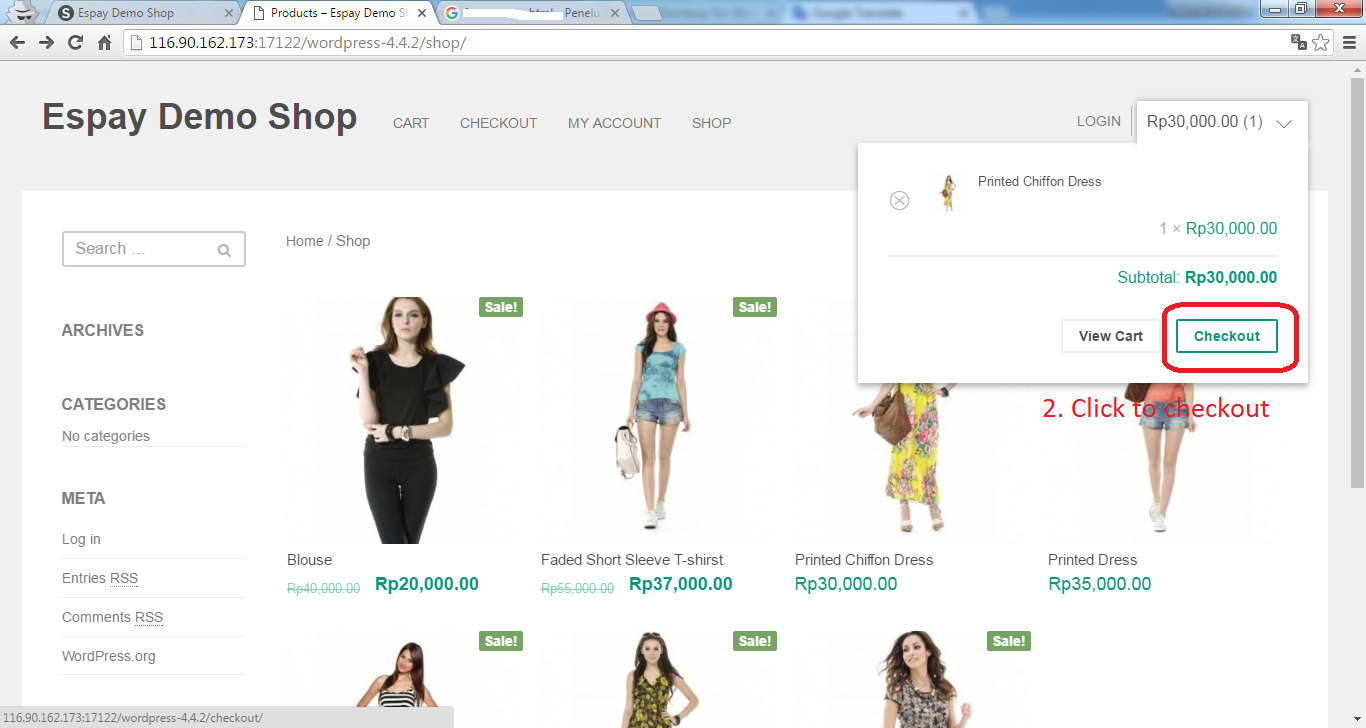 Espay Demo Shop
Products – Espay Demo S
html - Penelu
Google Translate
116.90.162.173:17122/wordpress-4.4.2/shop/
Espay Demo Shop
CART
CHECKOUT
MY ACCOUNT
SHOP
LOGIN
Rp30,000.00 (1)
Printed Chiffon Dress
1 × Rp30,000.00
Subtotal: Rp30,000.00
View Cart
Checkout
2. Click to checkout
Search …
Home / Shop
ARCHIVES
CATEGORIES
No categories
META
Log in
Entries RSS
Comments RSS
WordPress.org
Sale!
Sale!
Blouse
Rp40,000.00 Rp20,000.00
Faded Short Sleeve T-shirst
Rp55,000.00 Rp37,000.00
Printed Chiffon Dress
Rp30,000.00
Printed Dress
Rp35,000.00
Sale!
Sale!
Sale!
116.90.162.173:17122/wordpress-4.4.2/checkout/